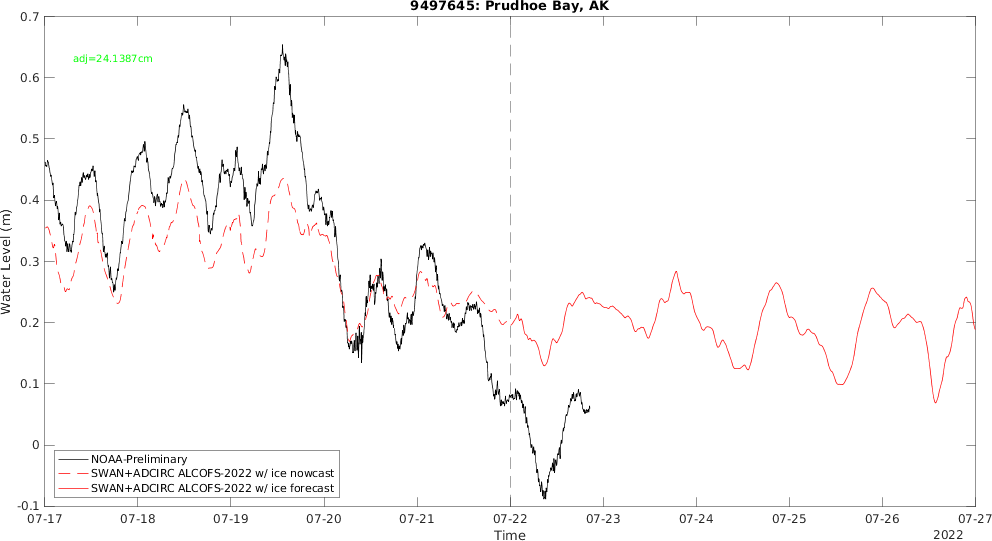 9497645: Prudhoe Bay, AK
adj=24.1387cm
Water Level (m)
0.7
0.6
0.5
0.4
0.3
0.2
0.1
0
-0.1
NOAA-Preliminary
SWAN+ADCIRC ALCOFS-2022 w/ ice nowcast
SWAN+ADCIRC ALCOFS-2022 w/ ice forecast
07-17 07-18 07-19 07-20 07-21 07-22 07-23 07-24 07-25 07-26 07-27
Time
2022